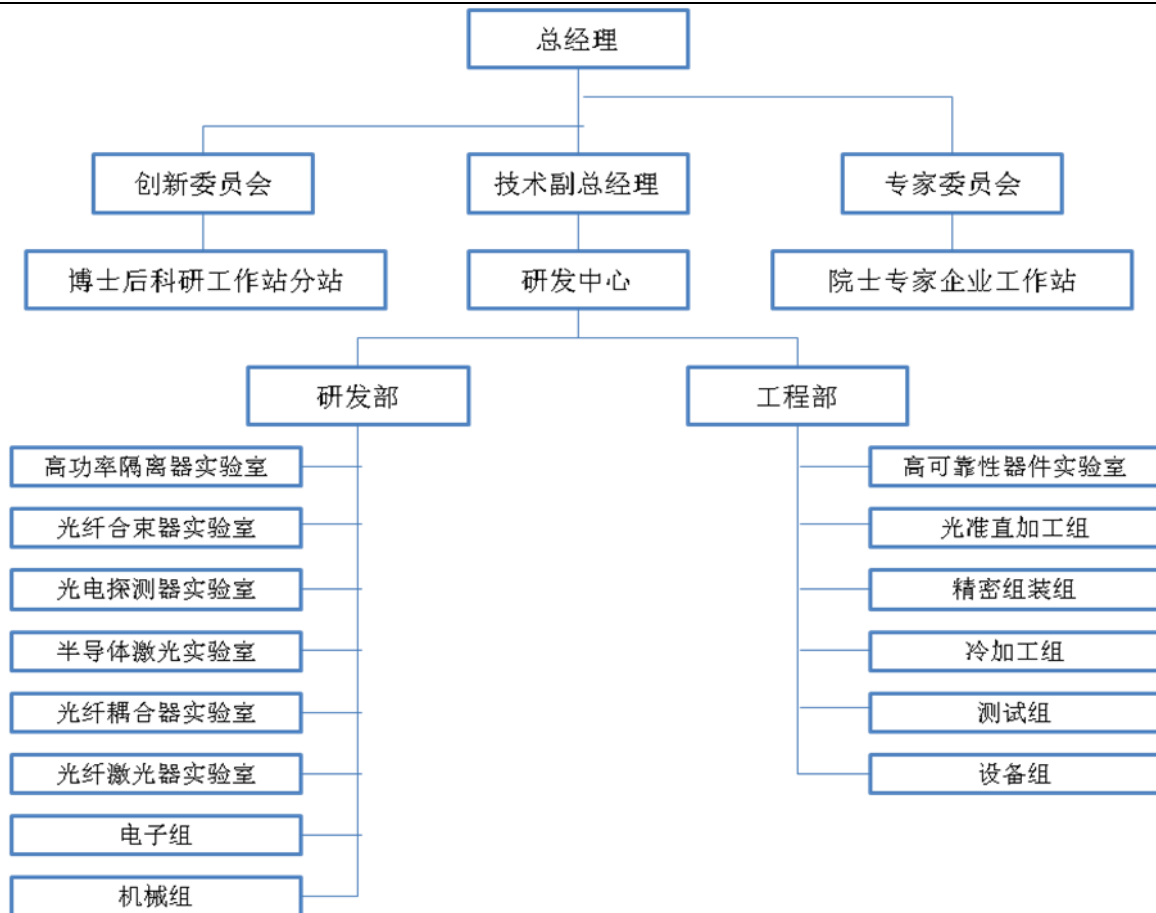 总经理
创新委员会
技术副总经理
专家委员会
博士后科研工作站分站
研发中心
院士专家企业工作站
研发部
工程部
高功率隔离器实验室
高可靠性器件实验室
光纤合束器实验室
光准直加工组
光电探测器实验室
精密组装组
半导体激光实验室
冷加工组
光纤耦合器实验室
测试组
光纤激光器实验室
设备组
电子组
机械组